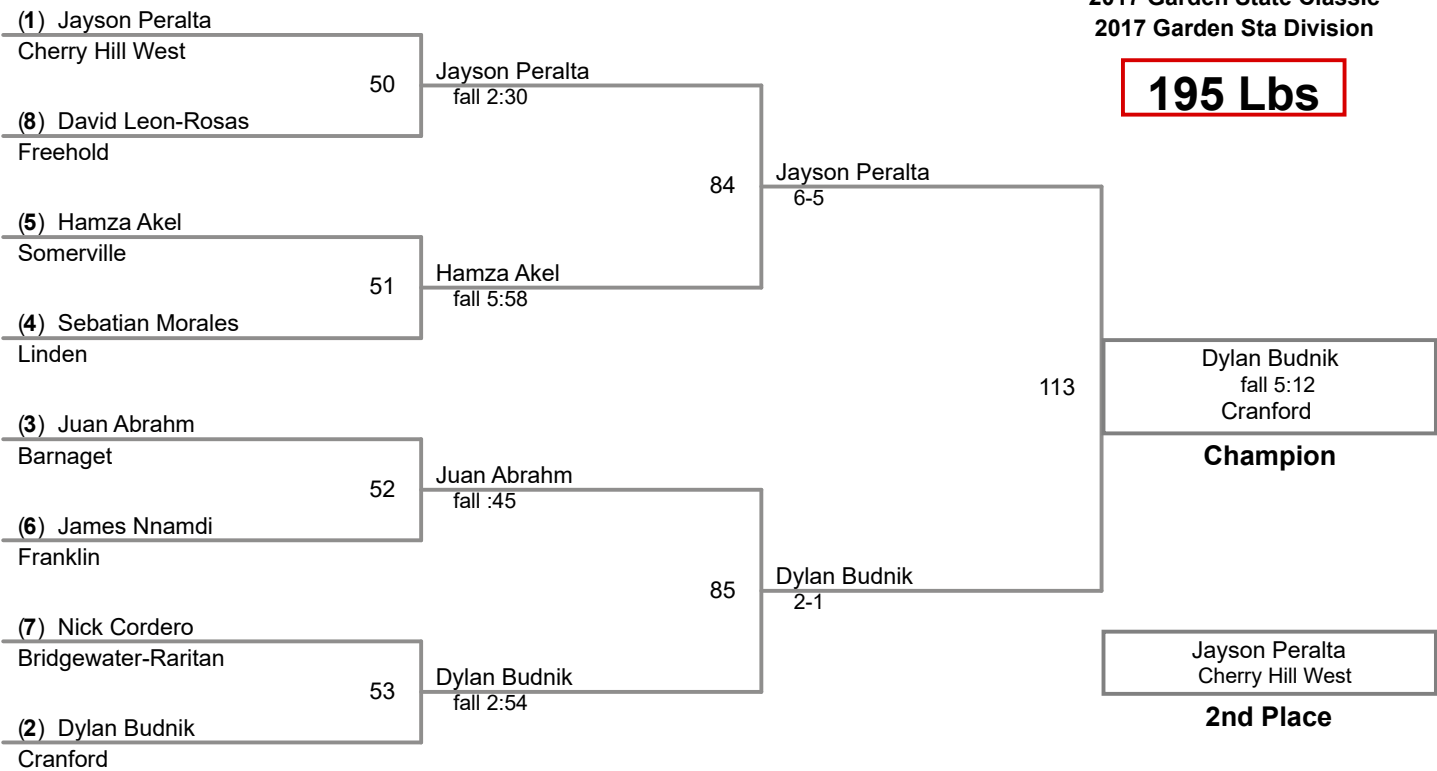 2017 Garden State Classic
2017 Garden Sta Division
195 Lbs
(1) Jayson Peralta
Cherry Hill West
50
(8) David Leon-Rosas
Freehold
(5) Hamza Akel
Somerville
51
(4) Sebatian Morales
Linden
(3) Juan Abrahm
Barnaget
52
(6) James Nnamdi
Franklin
(7) Nick Cordero
Bridgewater-Raritan
53
(2) Dylan Budnik
Cranford
Jayson Peralta
fall 2:30
84
Hamza Akel
fall 5:58
Juan Abrahm
fall :45
85
Dylan Budnik
fall 2:54
Jayson Peralta
6-5
113
Dylan Budnik
2-1
Dylan Budnik
fall 5:12
Cranford
Champion
Jayson Peralta
Cherry Hill West
2nd Place